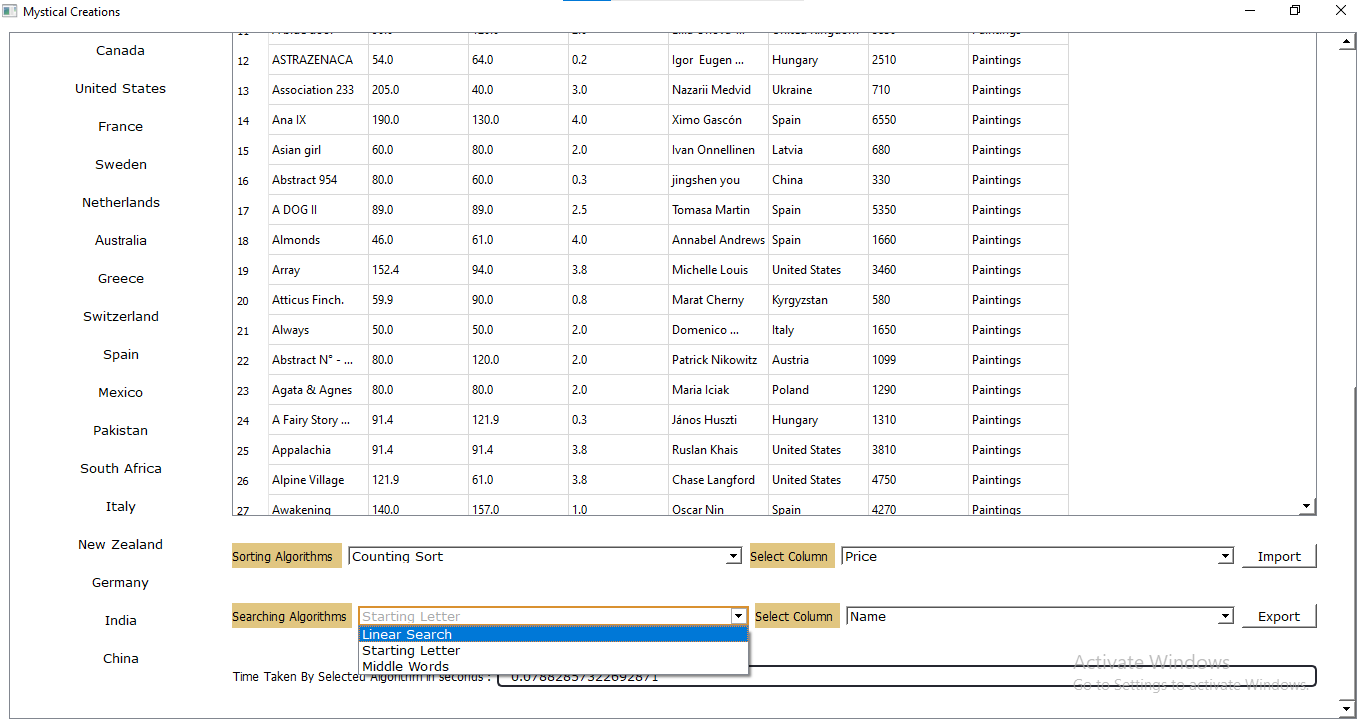 Mystical Creations
Canada
United States
France
Sweden
Netherlands
Australia
Greece
Switzerland
Spain
Mexico
Pakistan
South Africa
Italy
New Zealand
Germany
India
China
12 ASTRAZENACA 54.0 64.0 0.2 Igor Eugen ... Hungary 2510 Paintings
13 Association 233 205.0 40.0 3.0 Nazarii Medvid Ukraine 710 Paintings
14 Ana IX 190.0 130.0 4.0 Ximo Gascón Spain 6550 Paintings
15 Asian girl 60.0 80.0 2.0 Ivan Onnellinen Latvia 680 Paintings
16 Abstract 954 80.0 60.0 0.3 jingshen you China 330 Paintings
17 A DOG II 89.0 89.0 2.5 Tomasa Martin Spain 5350 Paintings
18 Almonds 46.0 61.0 4.0 Annabel Andrews Spain 1660 Paintings
19 Array 152.4 94.0 3.8 Michelle Louis United States 3460 Paintings
20 Atticus Finch. 59.9 90.0 0.8 Marat Cherny Kyrgyzstan 580 Paintings
21 Always 50.0 50.0 2.0 Domenico ... Italy 1650 Paintings
22 Abstract N° - ... 80.0 120.0 2.0 Patrick Nikowitz Austria 1099 Paintings
23 Agata & Agnes 80.0 80.0 2.0 Maria Iciak Poland 1290 Paintings
24 A Fairy Story ... 91.4 121.9 0.3 János Huszti Hungary 1310 Paintings
25 Appalachia 91.4 91.4 3.8 Ruslan Khais United States 3810 Paintings
26 Alpine Village 121.9 61.0 3.8 Chase Langford United States 4750 Paintings
27 Awakening 140.0 157.0 1.0 Oscar Nin Spain 4270 Paintings
Sorting Algorithms Counting Sort Select Column Price Import
Searching Algorithms Starting Letter Select Column Name Export
Linear Search
Starting Letter
Middle Words
Time Taken By Selected Algorithm in seconds : 0.07882857322692871
Activate Windows
Go to Settings to activate Windows.